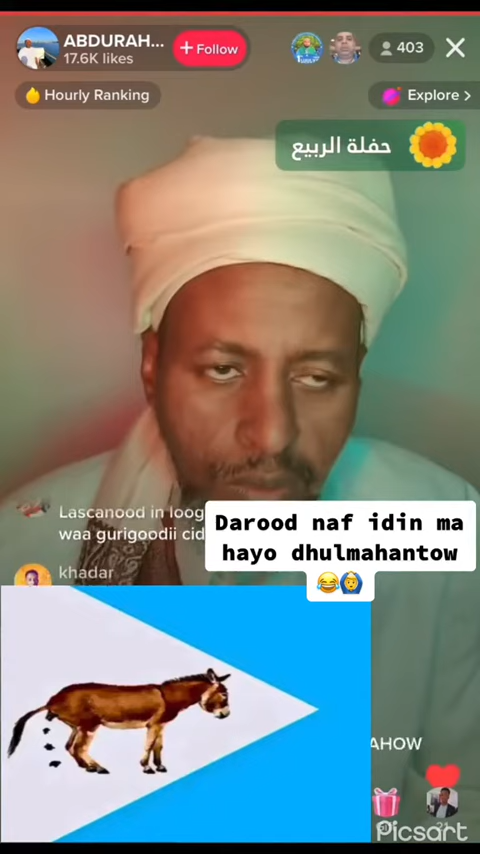 ABDURAH...
17.6K likes
+ Follow
403
Hourly Ranking
Explore >
حفلة الربيع
Lascanood in loog
waa gurigoodii cid
Darood naf idin ma
hayo dhulmahantow
😂🙆‍♂️
khadar
AHOW
21
Picsart